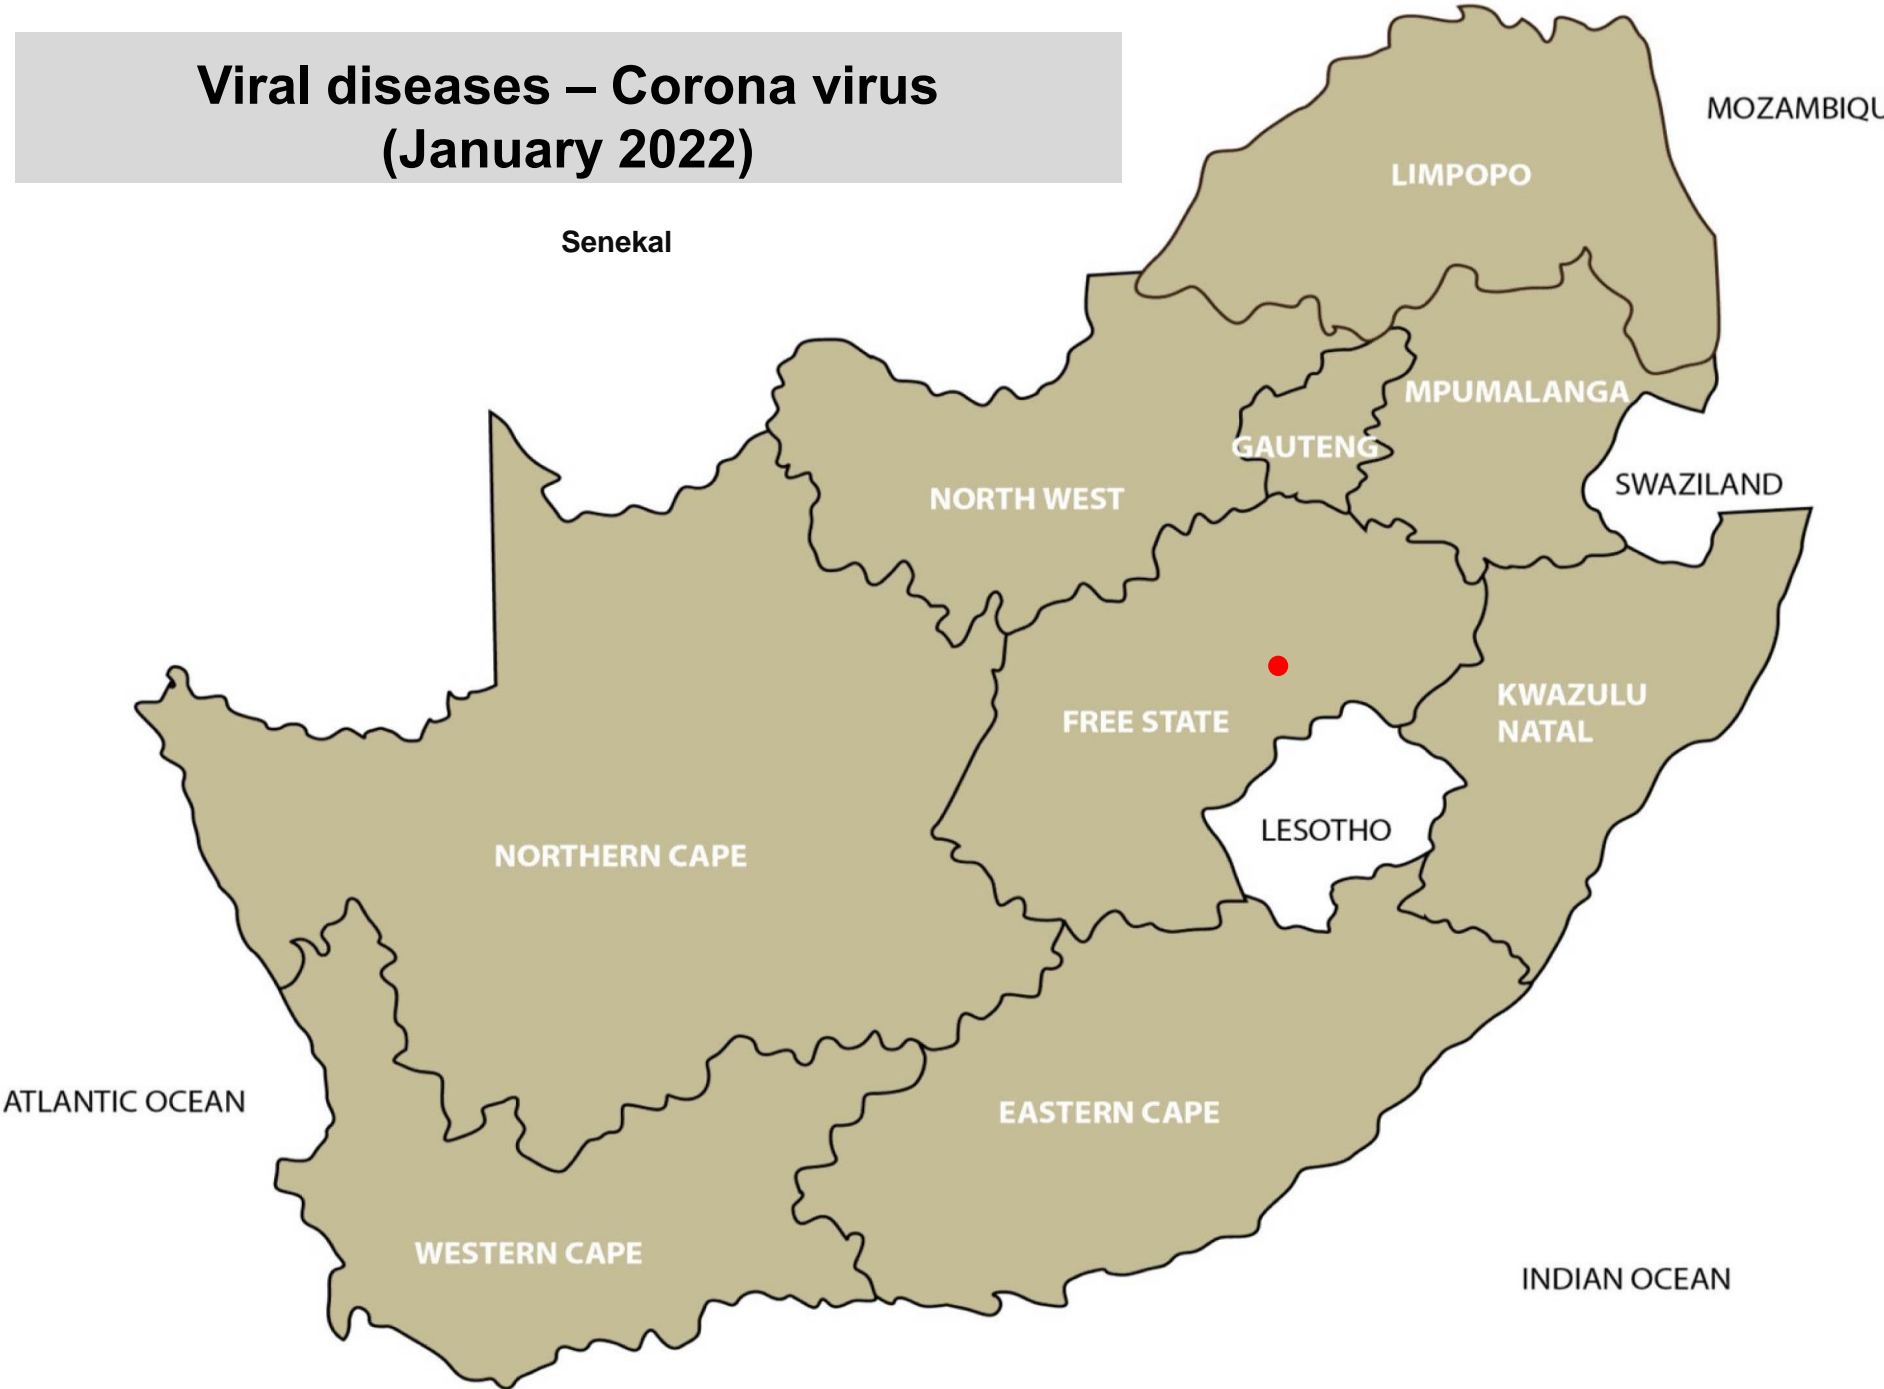 Viral diseases – Corona virus
(January 2022)
MOZAMBIQU
LIMPOPO
Senekal
MPUMALANGA
GAUTENG
SWAZILAND
NORTH WEST
KWAZULU
NATAL
FREE STATE
LESOTHO
NORTHERN CAPE
ATLANTIC OCEAN
EASTERN CAPE
WESTERN CAPE
INDIAN OCEAN